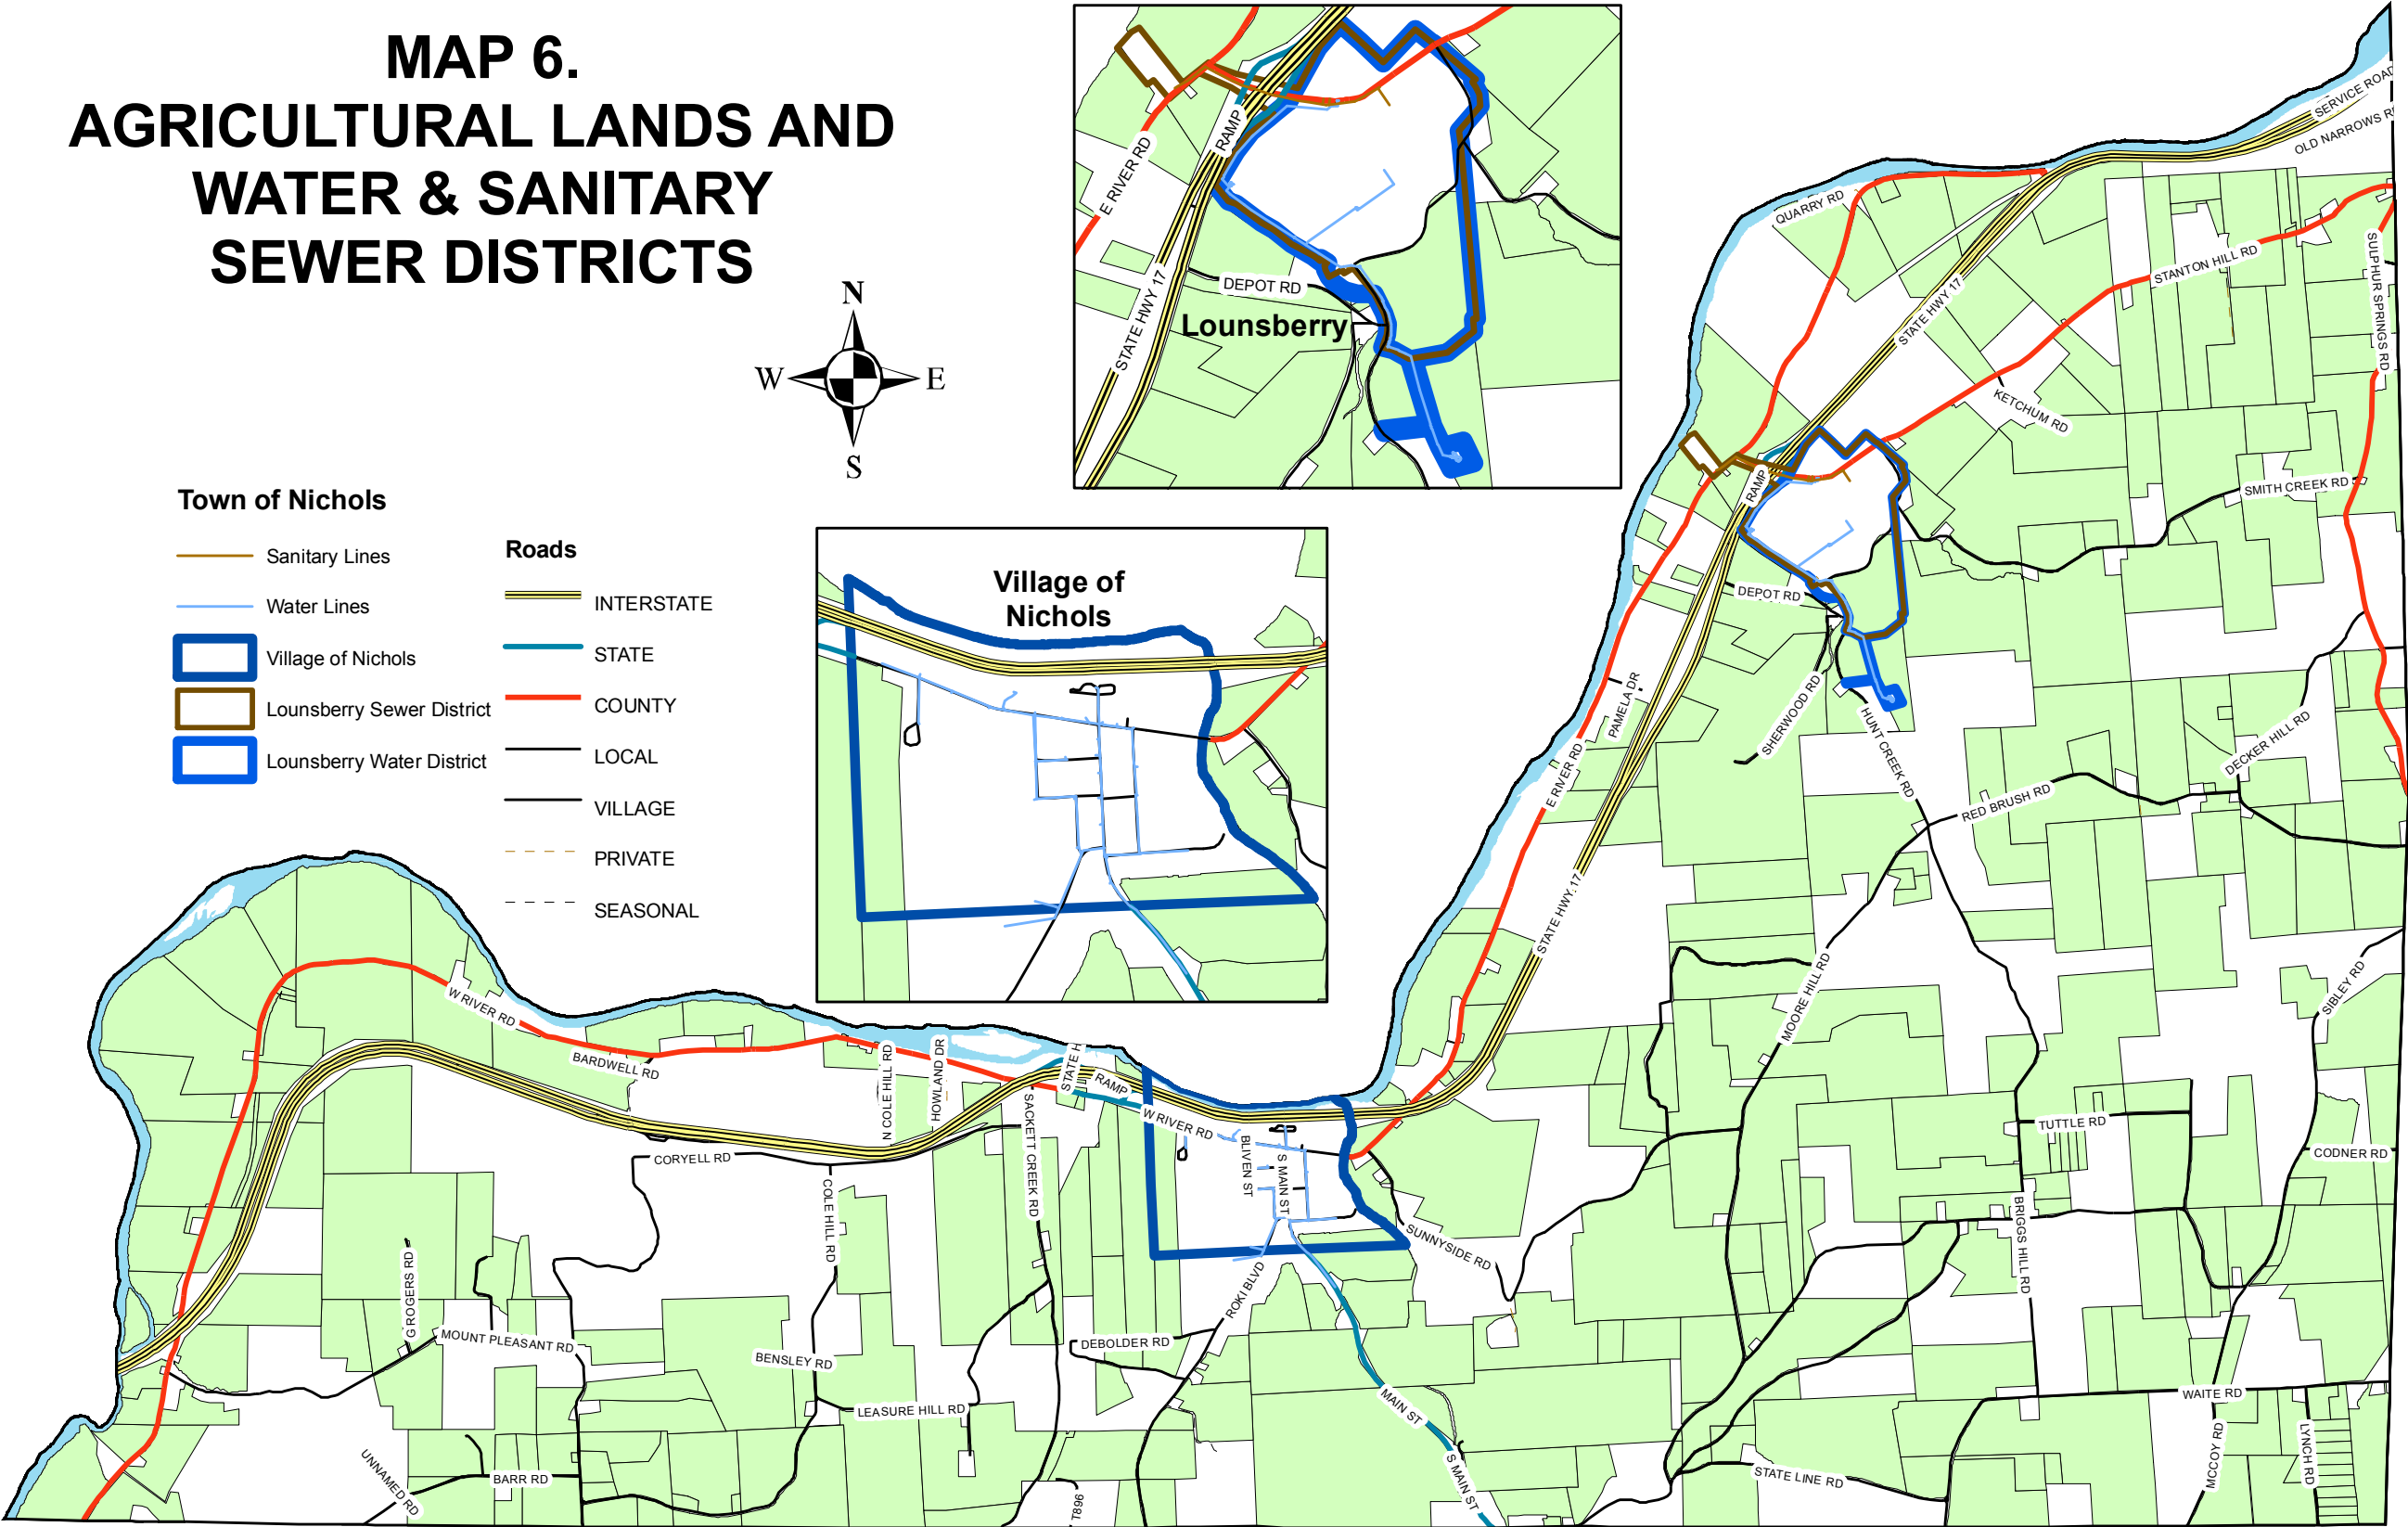 MAP 6.
AGRICULTURAL LANDS AND
WATER & SANITARY
SEWER DISTRICTS
N
W
E
S
Town of Nichols
Sanitary Lines
Water Lines
Village of Nichols
Lounsberry Sewer District
Lounsberry Water District
Roads
INTERSTATE
STATE
COUNTY
LOCAL
VILLAGE
PRIVATE
SEASONAL
E RIVER RD
RAMP
STATE HWY 17
DEPOT RD
Lounsberry
Village of
Nichols
SERVICE ROAD
OLD NARROWS R
QUARRY RD
STANTON HILL RD
SULPHUR SPRINGS RD
STATE HWY 17
KETCHUM RD
SMITH CREEK RD
RAMP
DEPOT RD
PAMELA DR
SHERWOOD RD
HUNT CREEK RD
DECKER HILL RD
E RIVER RD
RED BRUSH RD
STATE HWY 17
MOORE HILL RD
SIBLEY RD
W RIVER RD
BARDWELL RD
N COLE HILL RD
HOWLAND DR
STATE H
RAMP
W RIVER RD
SACKETT CREEK RD
CORYELL RD
COLE HILL RD
BLIVEN ST
S MAIN ST
TUTTLE RD
CODNER RD
SUNNYSIDE RD
BRIGGS HILL RD
G ROGERS RD
ROKI BLVD
MOUNT PLEASANT RD
DEBOLDER RD
BENSLEY RD
LEASURE HILL RD
MAIN ST
WAITE RD
UNNAMED RD
BARR RD
T896
S MAIN ST
STATE LINE RD
MCCOY RD
LYNCH RD